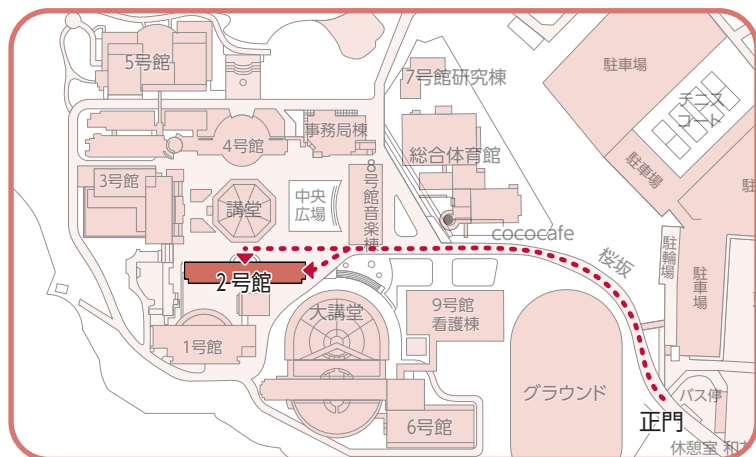 5号館
7号館研究棟
駐車場
テニス
コート
4号館
事務局棟
総合体育館
駐車場
3号館
講堂
中央
広場
8号館音楽棟
cococafe
桜坂
駐輪場
駐車場
2号館
大講堂
9号館
看護棟
1号館
グラウンド
バス停
正門
6号館
休憩室